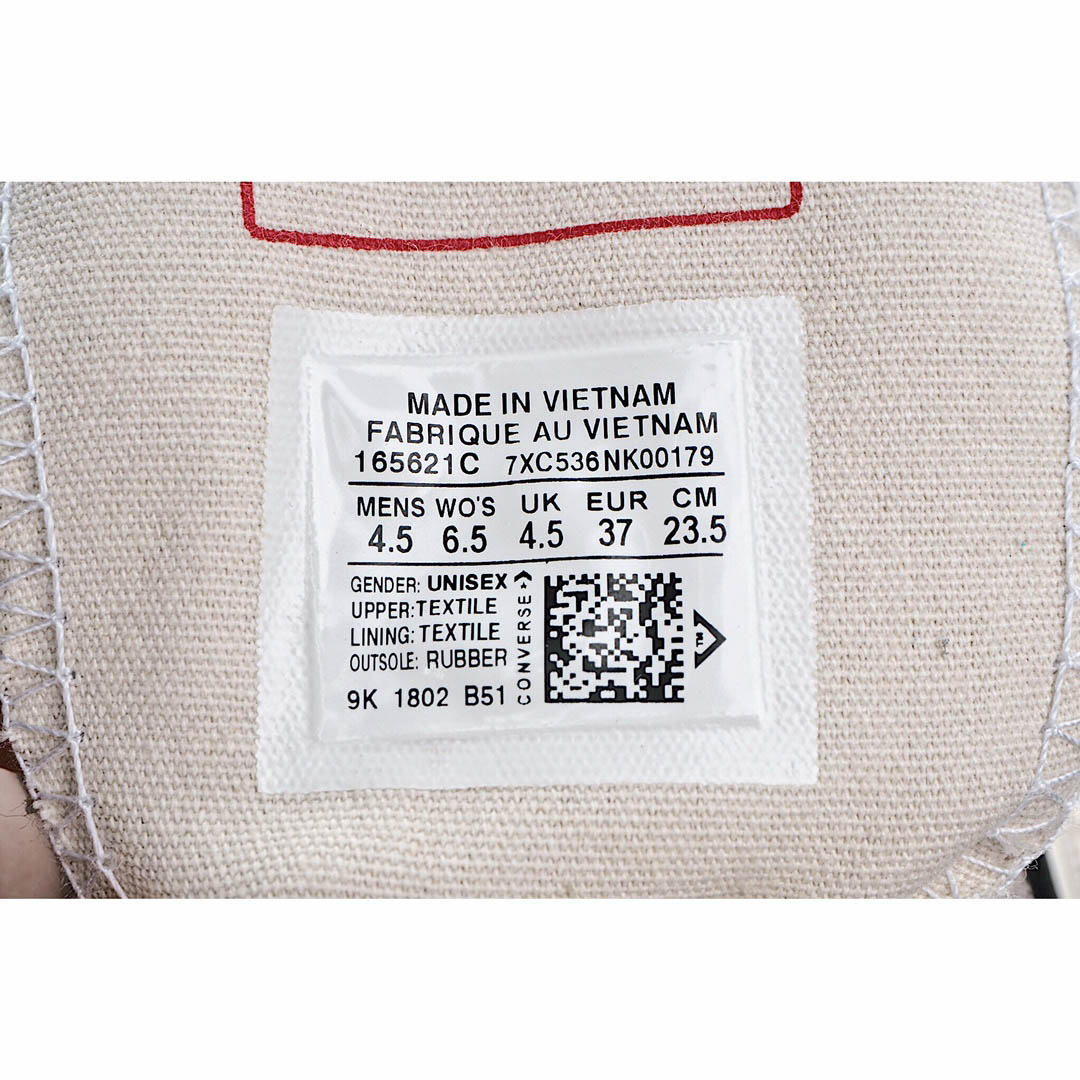 MADE IN VIETNAM
FABRIQUE AU VIETNAM
165621C 7XC536NK00179
MENS WO'S UK EUR CM
4.5 6.5 4.5 37 23.5
GENDER: UNISEX
UPPER:TEXTILE
LINING: TEXTILE
OUTSOLE: RUBBER
9K 1802 B51
CONVERSE